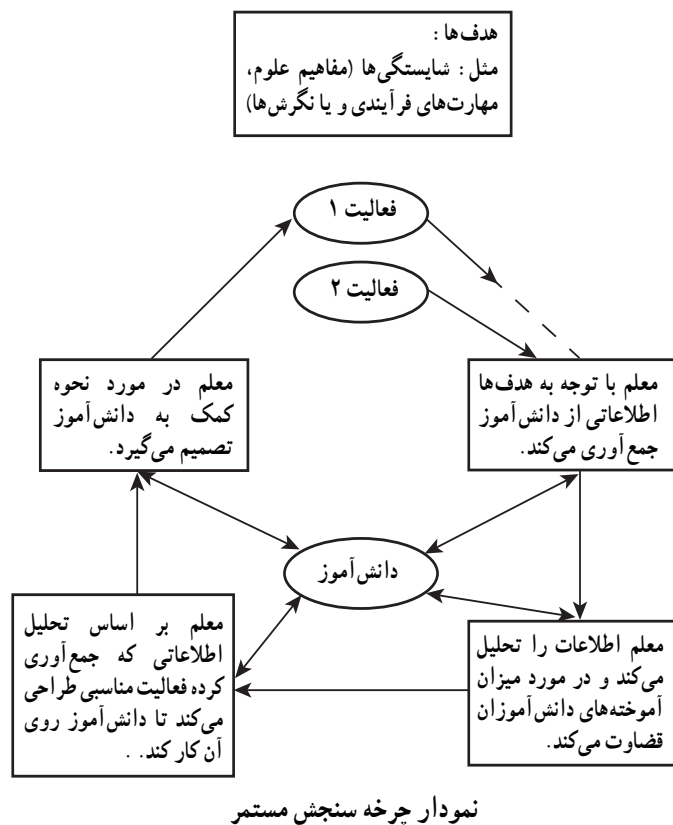 هدف‌ها :
مثل : شایستگی‌ها (مفاهیم علوم،
مهارت‌های فرآیندی و یا نگرش‌ها)
فعالیت ۱
فعالیت ۲
معلم با توجه به هدف‌ها
اطلاعاتی از دانش‌آموز
جمع‌آوری می‌کند.
معلم در مورد نحوه
کمک به دانش‌آموز
تصمیم می‌گیرد.
دانش‌آموز
معلم اطلاعات را تحلیل
می‌کند و در مورد میزان
آموخته‌های دانش‌آموزان
قضاوت می‌کند.
معلم بر اساس تحلیل
اطلاعاتی که جمع‌آوری
کرده فعالیت مناسبی طراحی
می‌کند تا دانش‌آموز روی
آن کار کند. .
نمودار چرخه سنجش مستمر